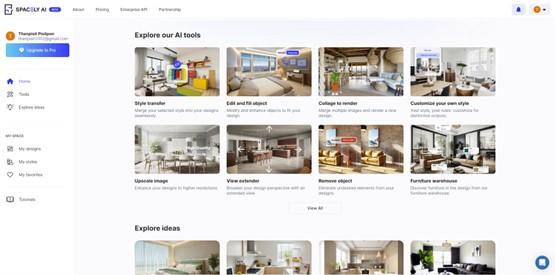 SPACELY AI
About
Pricing
Enterprise API
Partnership
T
T
Thanpisit Psolpon
thanpisit2002@gmail.com
Upgrade to Pro
Home
Tools
Explore ideas
MY SPACE
My designs
My styles
My favorites
Tutorials
Explore our AI tools
Style transfer
Merge your selected style into your designs
seamlessly.
Edit and fill object
Modify and enhance objects to fit your
design.
Collage to render
Merge multiple images and render a new
design.
Customize your own style
Your style, your rules: customize for
distinctive outputs.
Upscale image
Enhance your designs to higher resolutions.
View extender
Broaden your design perspective with an
extended view
Remove object
Eliminate undesired elements from your
designs.
Furniture warehouse
Discover furniture in the design from our
furniture warehouse.
View All
Explore ideas